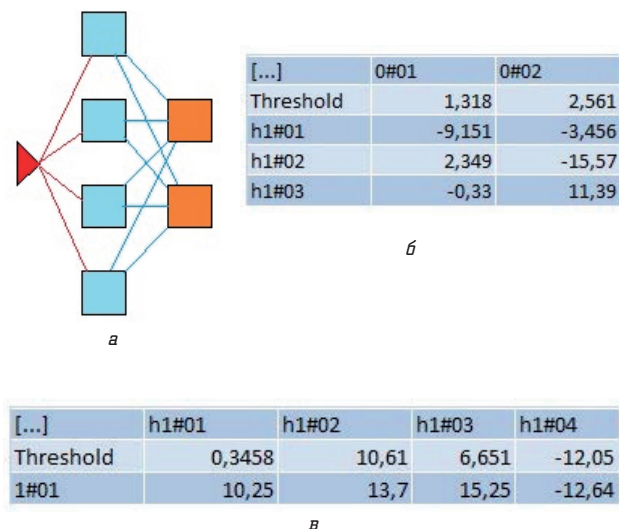 [...] 0#01 0#02
Threshold 1,318 2,561
h1#01 -9,151 -3,456
h1#02 2,349 -15,57
h1#03 -0,33 11,39
а
б
[...] h1#01 h1#02 h1#03 h1#04
Threshold 0,3458 10,61 6,651 -12,05
1#01 10,25 13,7 15,25 -12,64
в